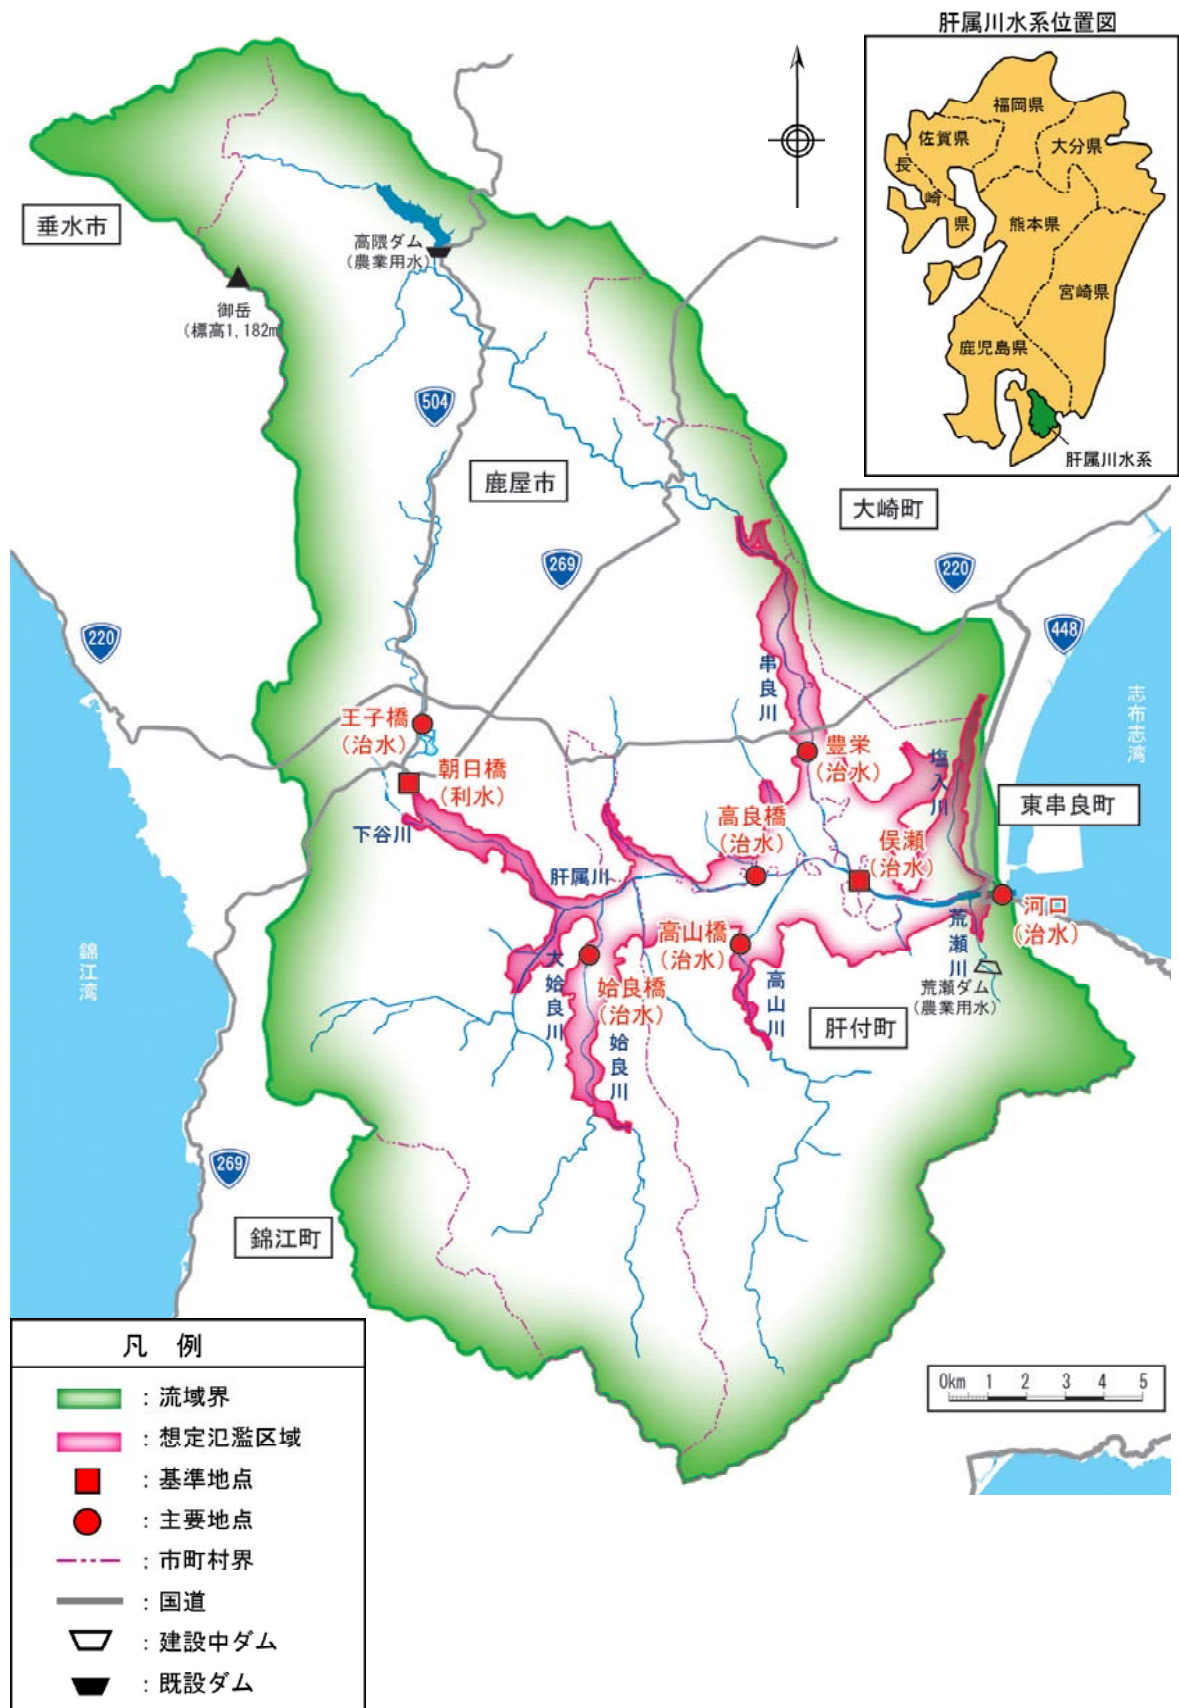 肝属川水系位置図
福岡県
佐賀県
大分県
長
崎
県
熊本県
宮崎県
鹿児島県
肝属川水系
垂水市
高隈ダム
(農業用水)
御岳
(標高1,182m
504
鹿屋市
大崎町
269
220
220
448
串良川
志布志湾
王子橋
(治水)
豊栄
(治水)
塩入川
朝日橋
(利水)
東串良町
高良橋
(治水)
俣瀬
(治水)
下谷川
肝属川
河口
(治水)
荒瀬川
高山橋
(治水)
錦江湾
大姶良川
姶良橋
(治水)
高山川
荒瀬ダム
(農業用水)
肝付町
姶良川
269
錦江町
凡 例
:流域界
:想定氾濫区域
:基準地点
:主要地点
:市町村界
:国道
:建設中ダム
:既設ダム
0km 1 2 3 4 5